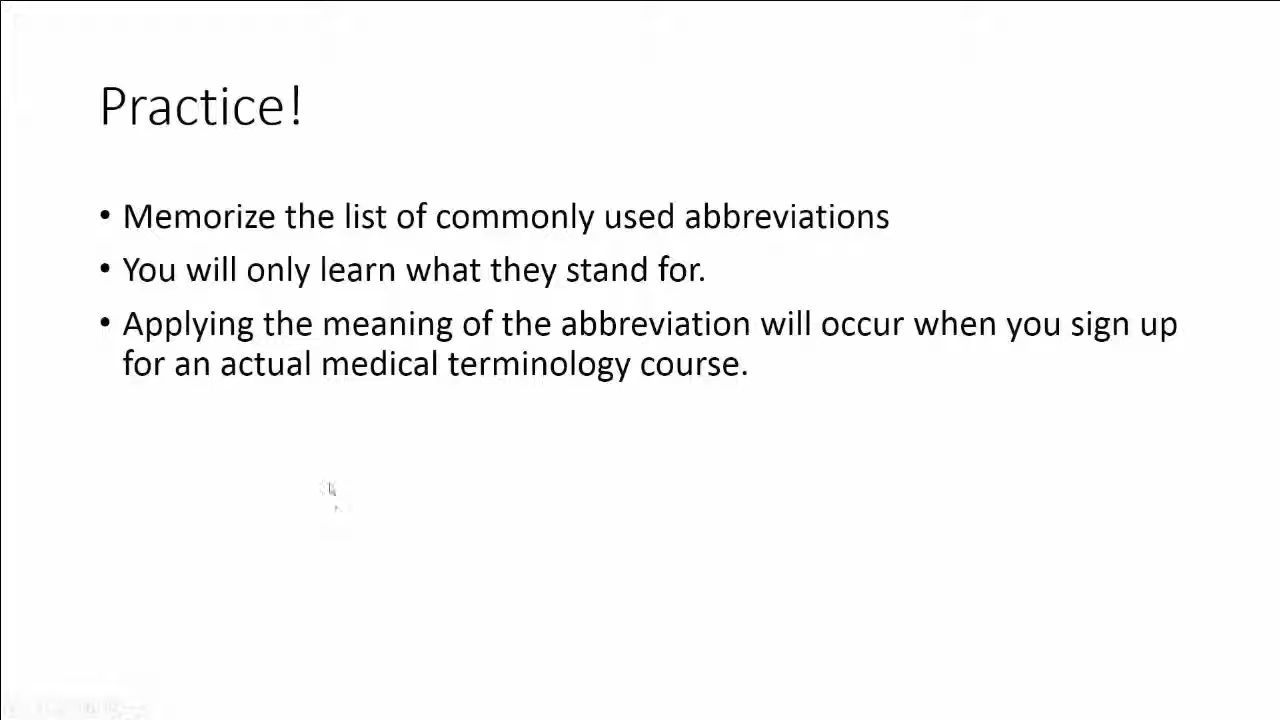 Practice!
• Memorize the list of commonly used abbreviations
• You will only learn what they stand for.
• Applying the meaning of the abbreviation will occur when you sign up
for an actual medical terminology course.